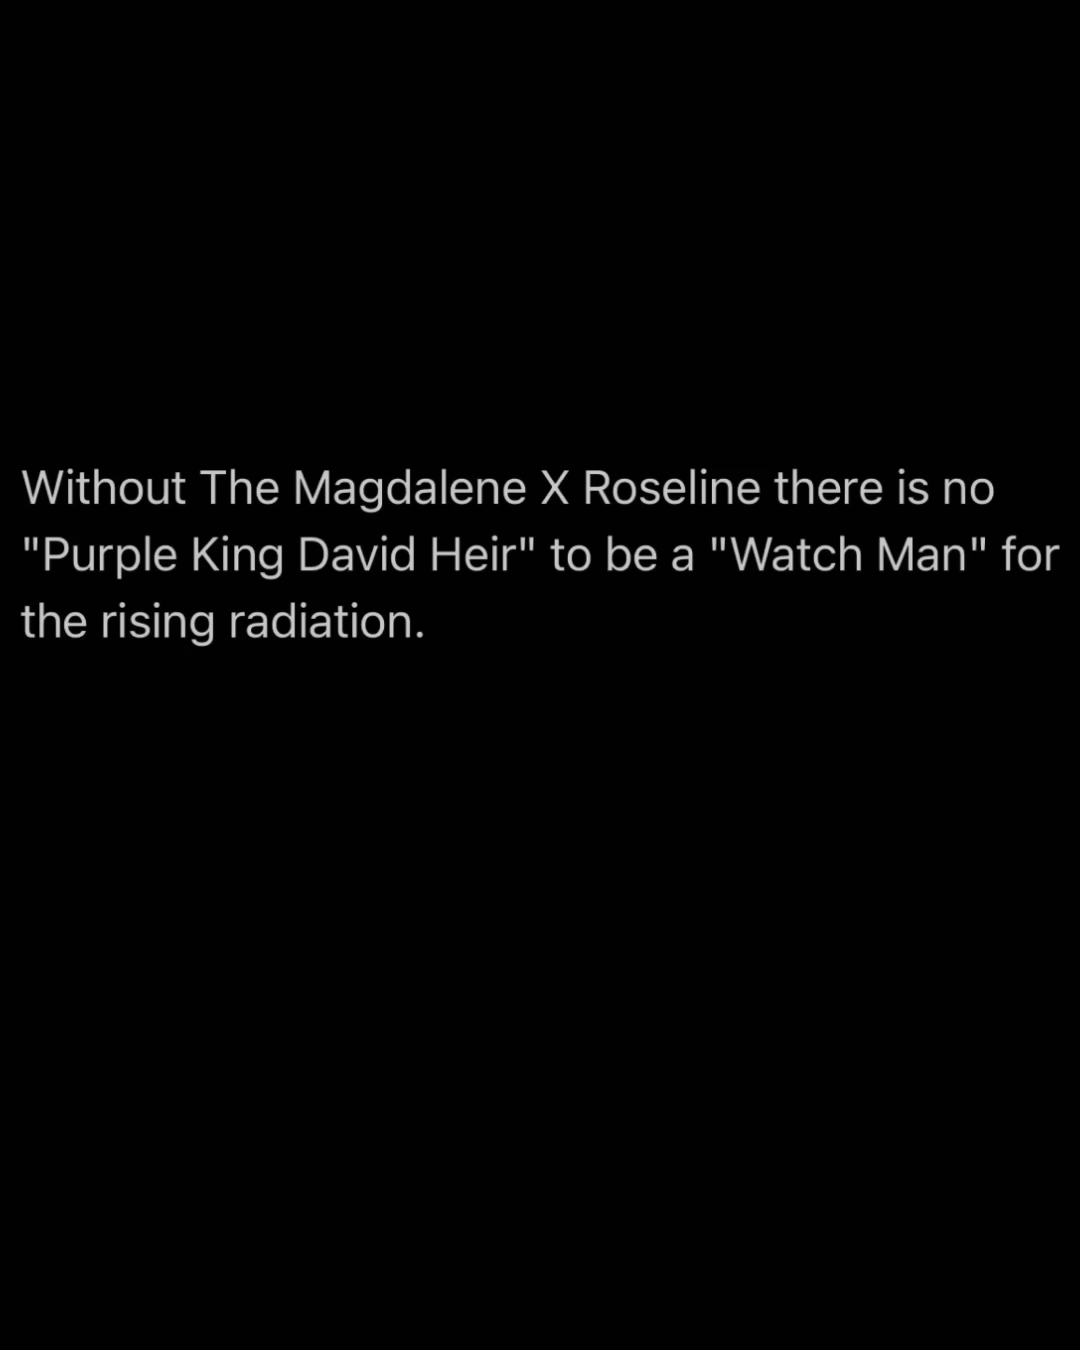 Without The Magdalene X Roseline there is no
"Purple King David Heir" to be a "Watch Man" for
the rising radiation.